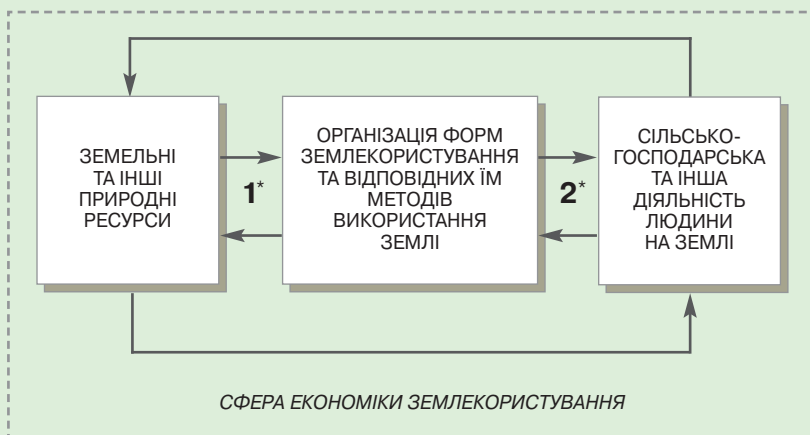 ЗЕМЕЛЬНІ
ТА ІНШІ
ПРИРОДНІ
РЕСУРСИ
1*
ОРГАНІЗАЦІЯ ФОРМ
ЗЕМЛЕКОРИСТУВАННЯ
ТА ВІДПОВІДНИХ ЇМ
МЕТОДІВ
ВИКОРИСТАННЯ
ЗЕМЛІ
2*
СІЛЬСЬКО-
ГОСПОДАРСЬКА
ТА ІНША
ДІЯЛЬНІСТЬ
ЛЮДИНИ
НА ЗЕМЛІ
СФЕРА ЕКОНОМІКИ ЗЕМЛЕКОРИСТУВАННЯ